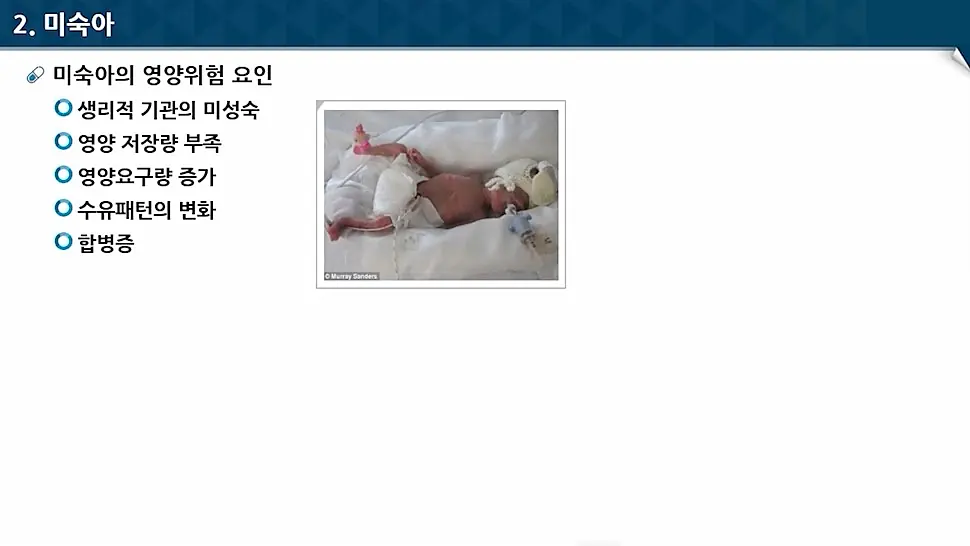 2. 미숙아
미숙아의 영양위험 요인
생리적 기관의 미성숙
영양 저장량 부족
영양요구량 증가
수유패턴의 변화
합병증
© Murray Sanders